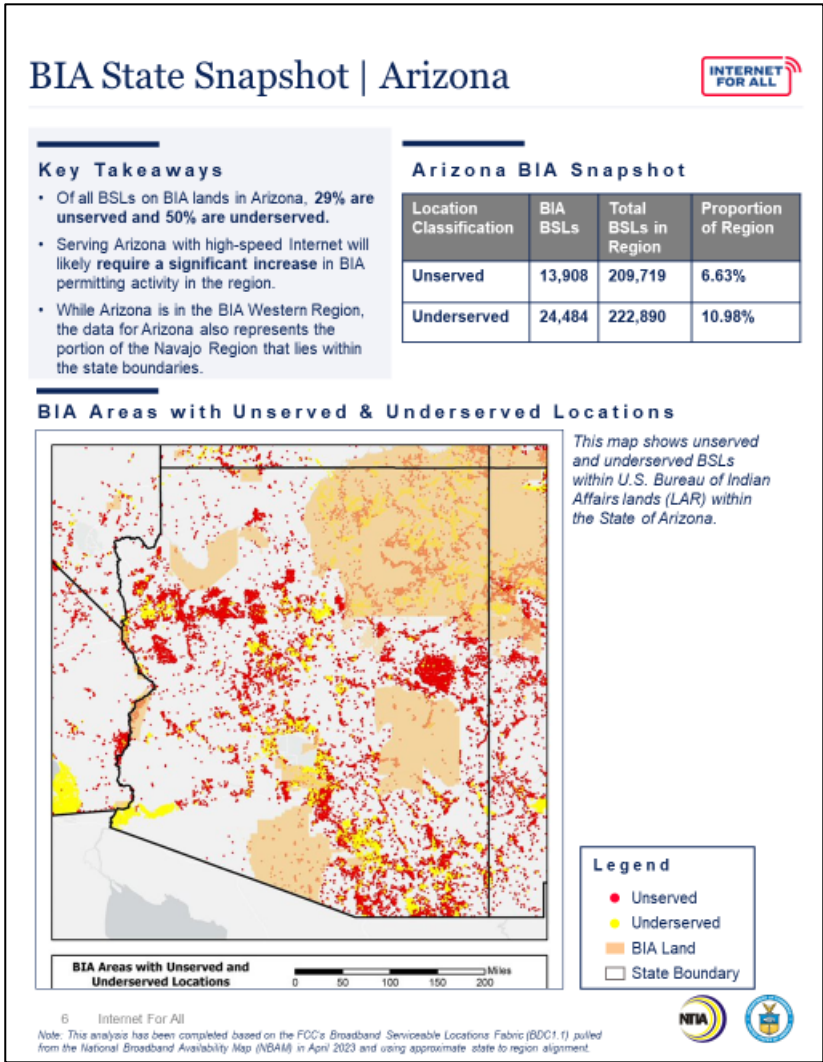 BIA State Snapshot | Arizona
INTERNET
FOR ALL
Key Takeaways
• Of all BSLs on BIA lands in Arizona, 29% are
unserved and 50% are underserved.
• Serving Arizona with high-speed Internet will
likely require a significant increase in BIA
permitting activity in the region.
• While Arizona is in the BIA Western Region,
the data for Arizona also represents the
portion of the Navajo Region that lies within
the state boundaries.
Arizona BIA Snapshot
Location Classification BIA BSLs Total BSLs in Region Proportion of Region
Unserved 13,908 209,719 6.63%
Underserved 24,484 222,890 10.98%
BIA Areas with Unserved & Underserved Locations
This map shows unserved
and underserved BSLs
within U.S. Bureau of Indian
Affairs lands (LAR) within
the State of Arizona.
Legend
Unserved
Underserved
BIA Land
State Boundary
BIA Areas with Unserved and
Underserved Locations
Miles
0 50 100 150 200
6 Internet For All
Note: This analysis has been completed based on the FCC's Broadband Serviceable Locations Fabric (BDC1.1) pulled
from the National Broadband Availability Map (NBAM) in April 2023 and using approximate state to region alignment.
NTIA